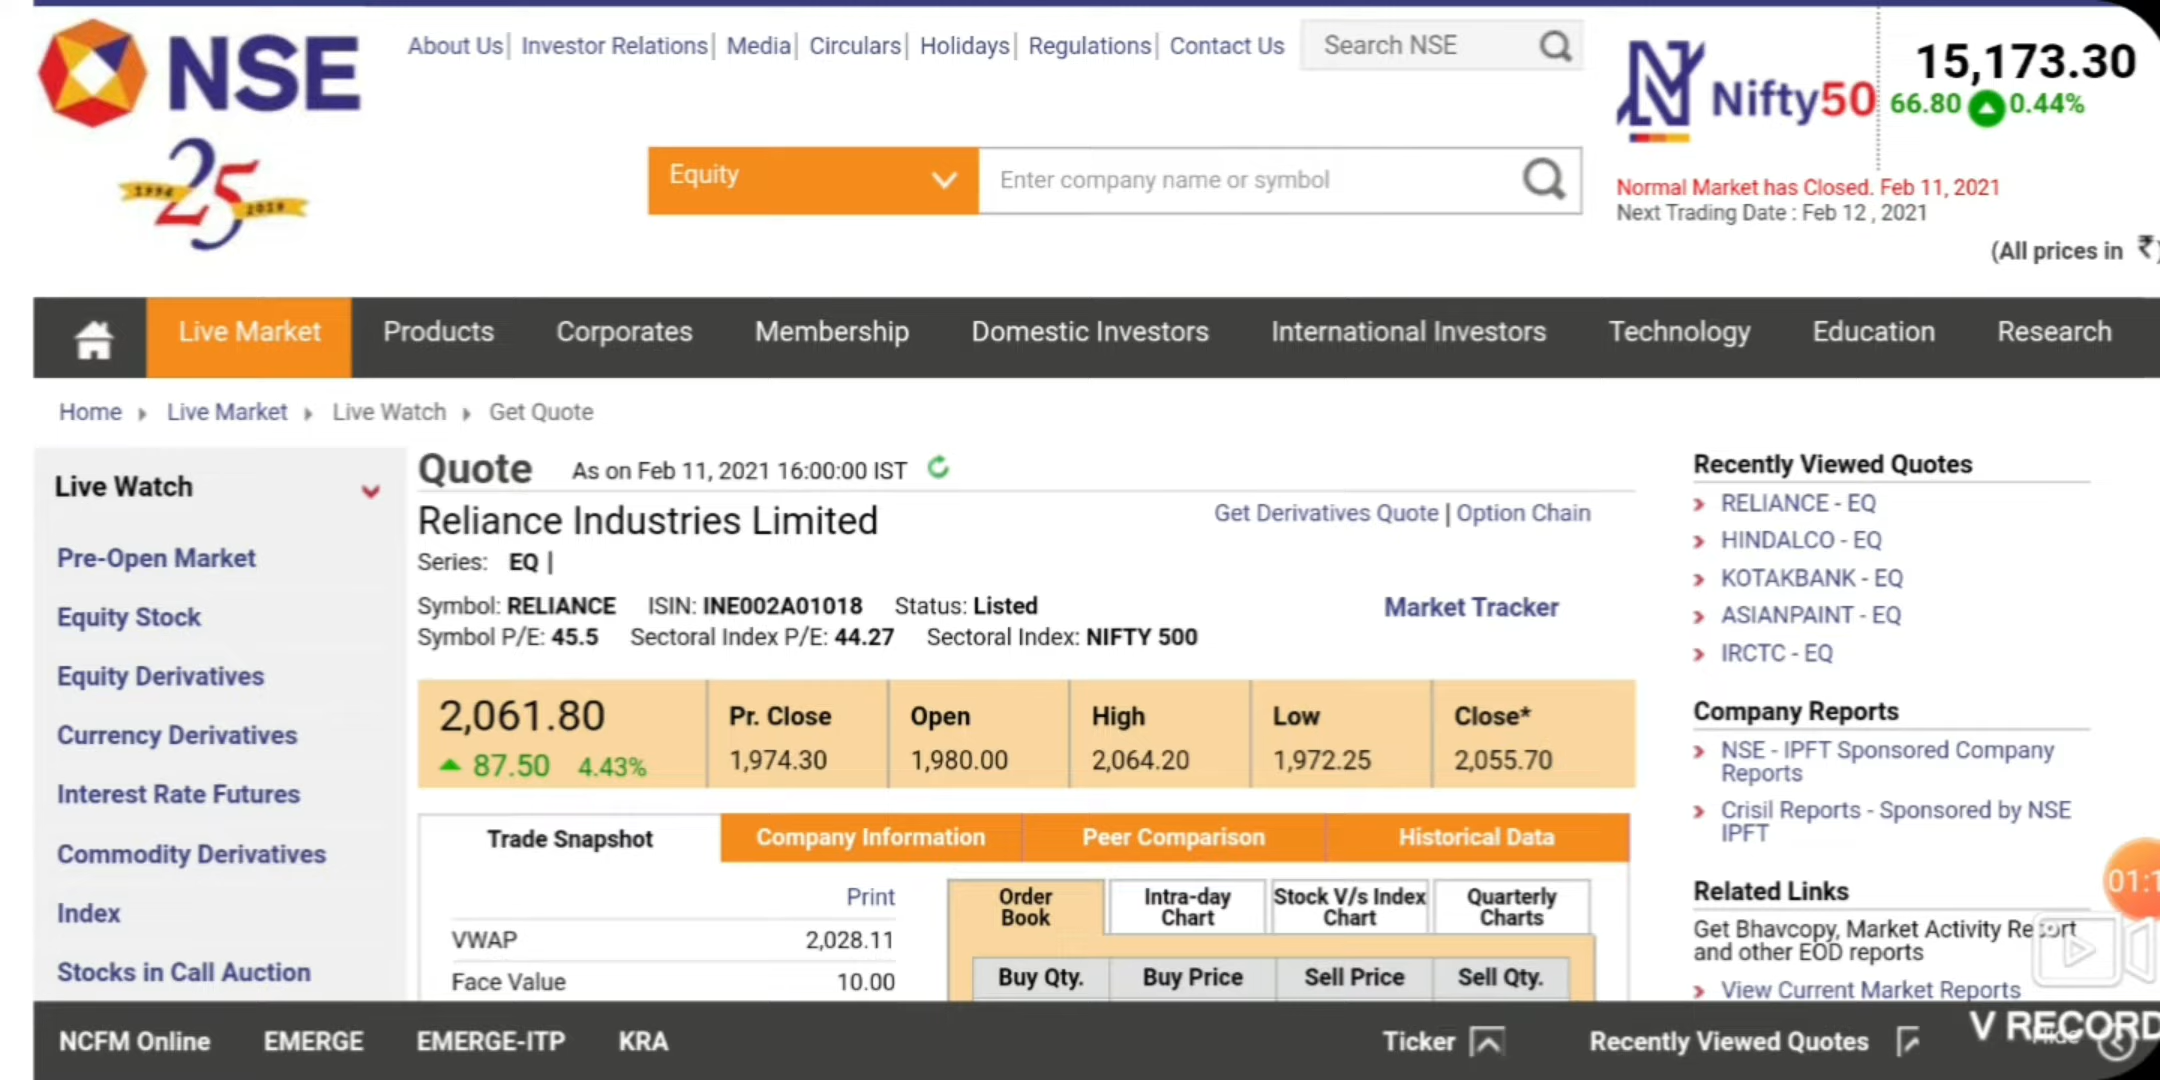 NSE
About Us | Investor Relations | Media | Circulars | Holidays | Regulations | Contact Us
Search NSE
Nifty50
15,173.30
66.80 0.44%
1994 25 2019
Equity
Enter company name or symbol
Normal Market has Closed. Feb 11, 2021
Next Trading Date : Feb 12 , 2021
(All prices in ₹)
Live Market Products Corporates Membership Domestic Investors International Investors Technology Education Research
Home Live Market Live Watch Get Quote
Live Watch
Pre-Open Market
Equity Stock
Equity Derivatives
Currency Derivatives
Interest Rate Futures
Commodity Derivatives
Index
Stocks in Call Auction
Quote As on Feb 11, 2021 16:00:00 IST
Reliance Industries Limited
Get Derivatives Quote | Option Chain
Series: EQ |
Symbol: RELIANCE ISIN: INE002A01018 Status: Listed
Market Tracker
Symbol P/E: 45.5 Sectoral Index P/E: 44.27 Sectoral Index: NIFTY 500
2,061.80 Pr. Close Open High Low Close*
87.50 4.43% 1,974.30 1,980.00 2,064.20 1,972.25 2,055.70
Trade Snapshot Company Information Peer Comparison Historical Data
Print
VWAP 2,028.11
Face Value 10.00
Order Book
Intra-day Chart
Stock V/s Index Chart
Quarterly Charts
Buy Qty. Buy Price Sell Price Sell Qty.
Recently Viewed Quotes
RELIANCE - EQ
HINDALCO - EQ
KOTAKBANK - EQ
ASIANPAINT - EQ
IRCTC - EQ
Company Reports
NSE - IPFT Sponsored Company
Reports
Crisil Reports - Sponsored by NSE
IPFT
Related Links
Get Bhavcopy, Market Activity Report
and other EOD reports
View Current Market Reports
01:1
NCFM Online EMERGE EMERGE-ITP KRA Ticker Recently Viewed Quotes Hide
V RECORD